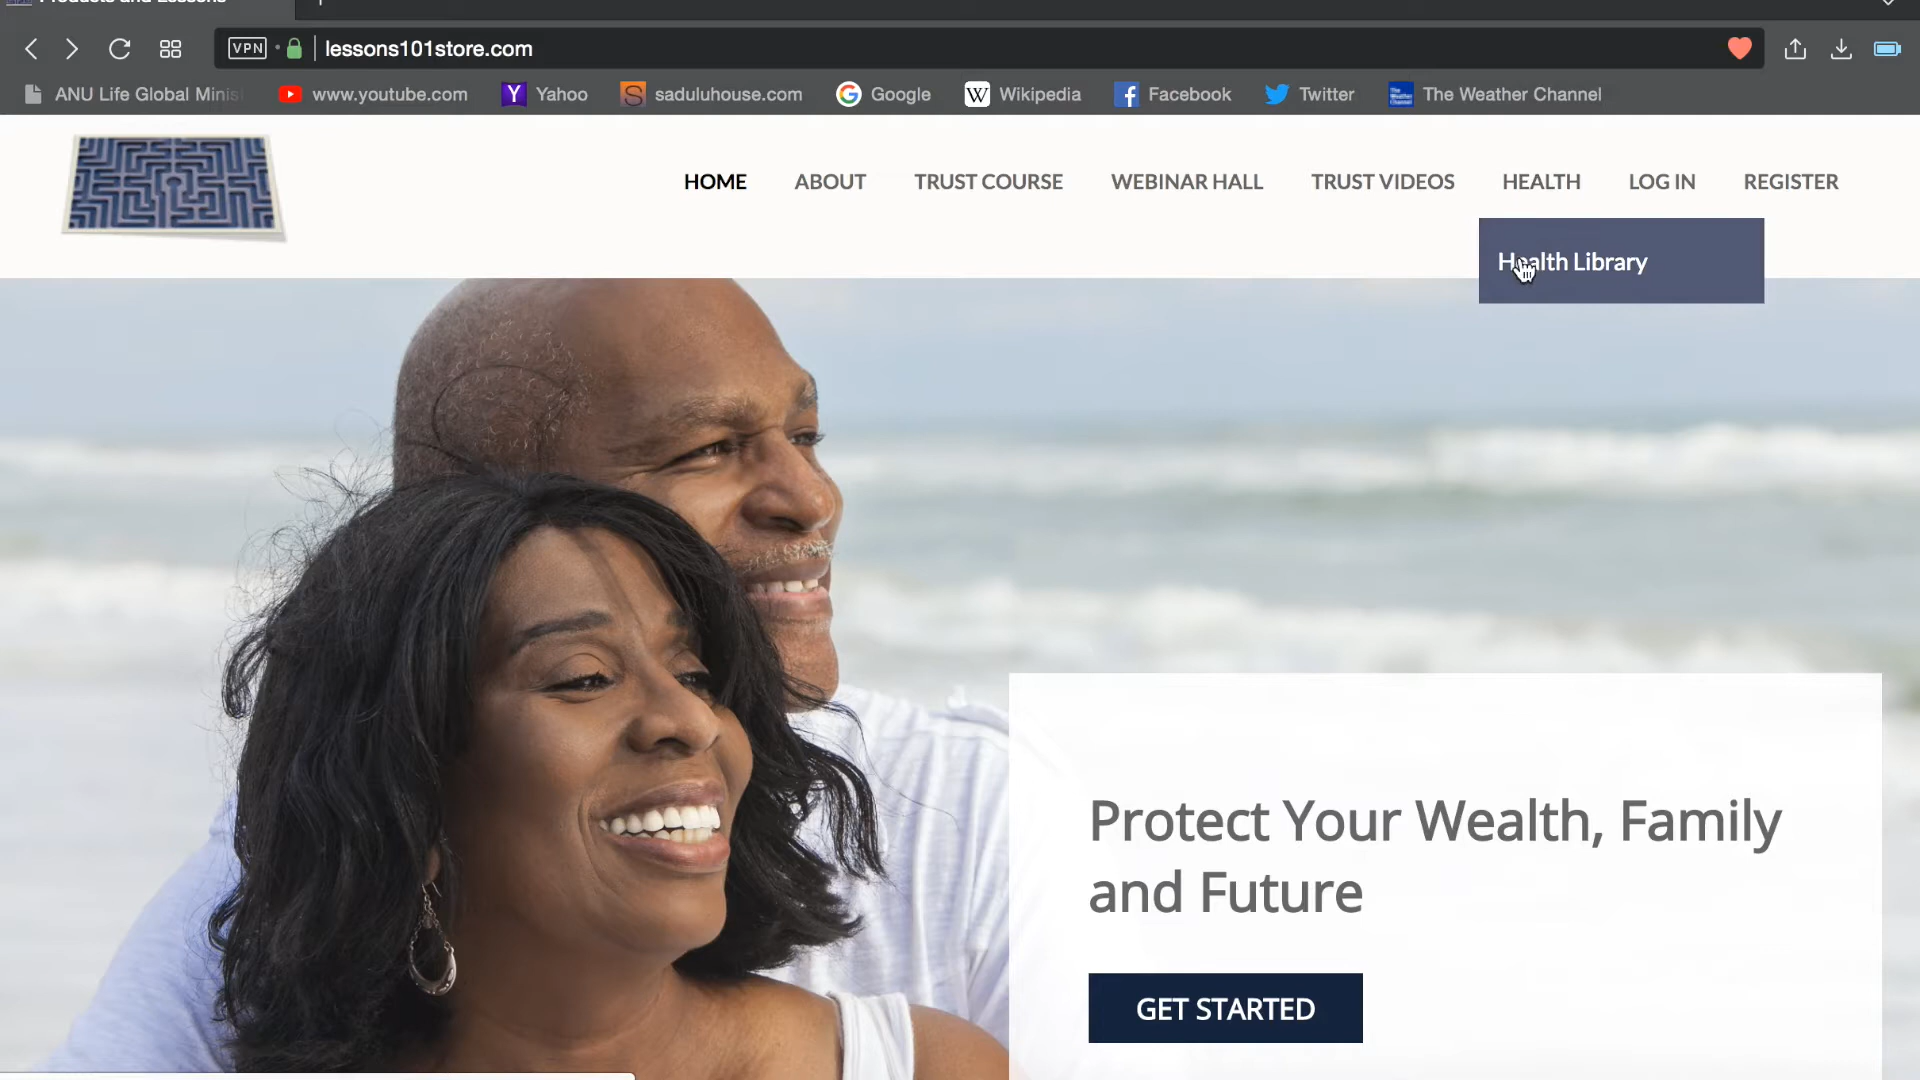 Products and Lessons
VPN lessons101store.com
ANU Life Global Minis www.youtube.com Yahoo saduluhouse.com Google Wikipedia Facebook Twitter The Weather Channel
HOME ABOUT TRUST COURSE WEBINAR HALL TRUST VIDEOS HEALTH LOG IN REGISTER
Health Library
Protect Your Wealth, Family
and Future
GET STARTED